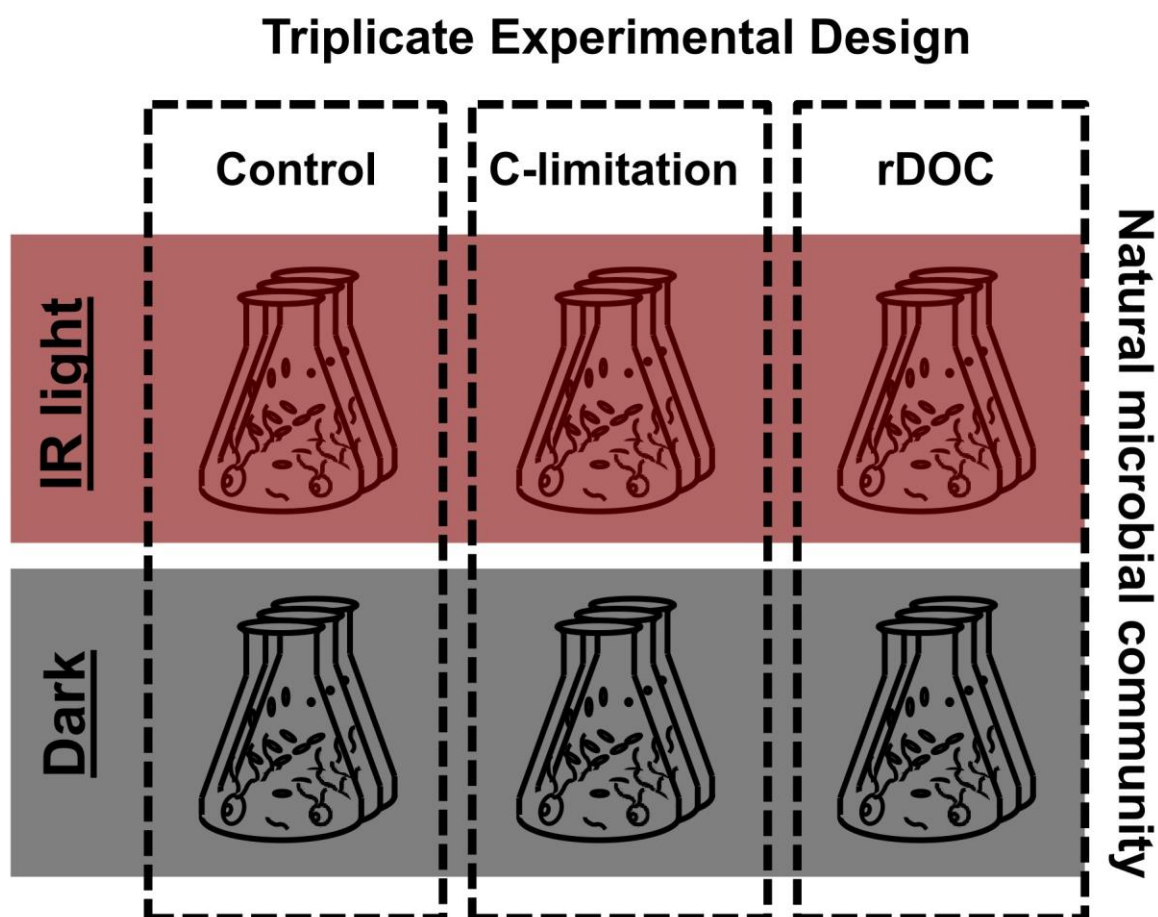 Triplicate Experimental Design
Control
C-limitation
rDOC
IR light
Dark
Natural microbial community